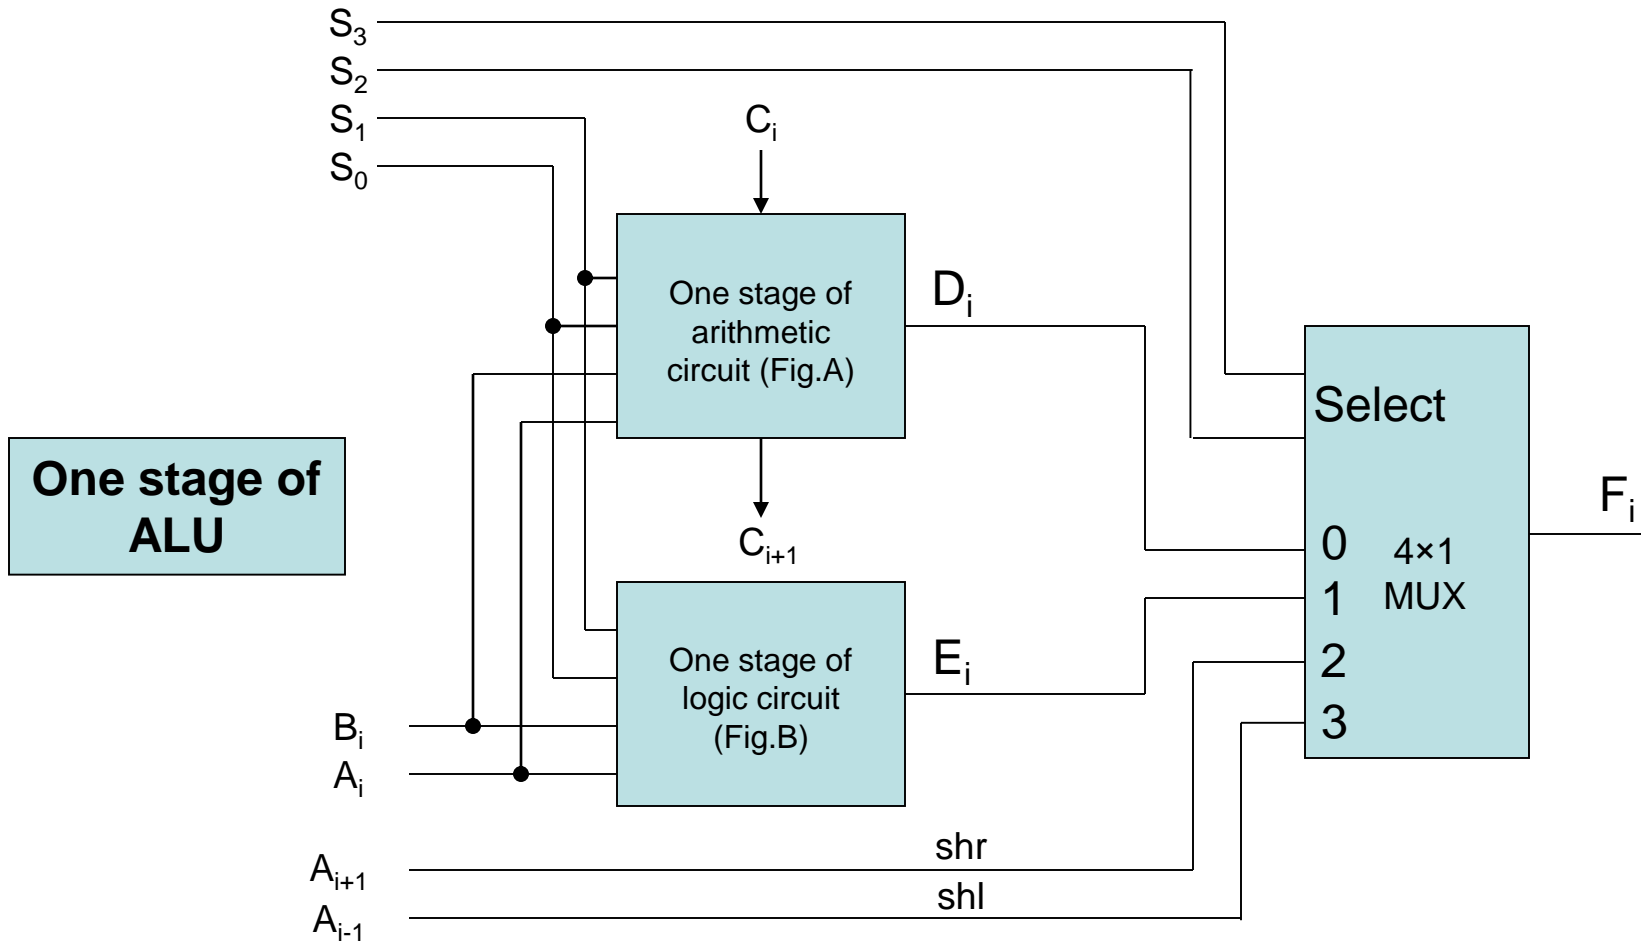 S3
S2
S1
S0
Ci
One stage of
arithmetic
circuit (Fig.A)
Di
Select
One stage of
ALU
Ci+1
0
4×1
1
MUX
2
3
Fi
One stage of
logic circuit
(Fig.B)
Ei
Bi
Ai
shr
Ai+1
shl
Ai-1